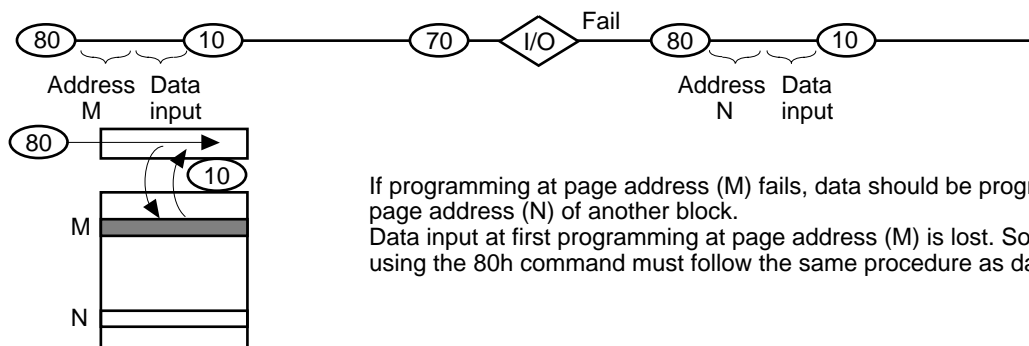 Fail
80 10 70 I/O 80 10
Address Data Address Data
M input N input
80
10
If programming at page address (M) fails, data should be
page address (N) of another block.
Data input at first programming at page address (M) is lost. So
using the 80h command must follow the same procedure as
M
N